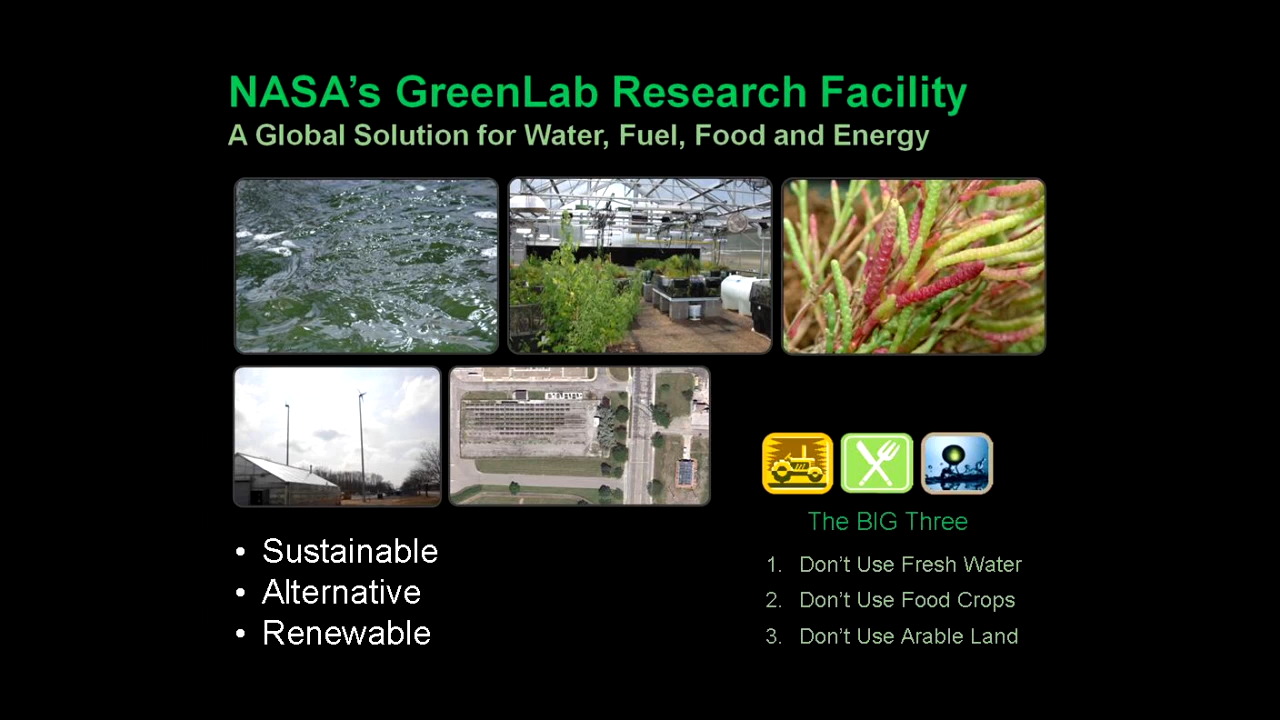 NASA’s GreenLab Research Facility
A Global Solution for Water, Fuel, Food and Energy
• Sustainable
• Alternative
• Renewable
The BIG Three
1. Don’t Use Fresh Water
2. Don’t Use Food Crops
3. Don’t Use Arable Land